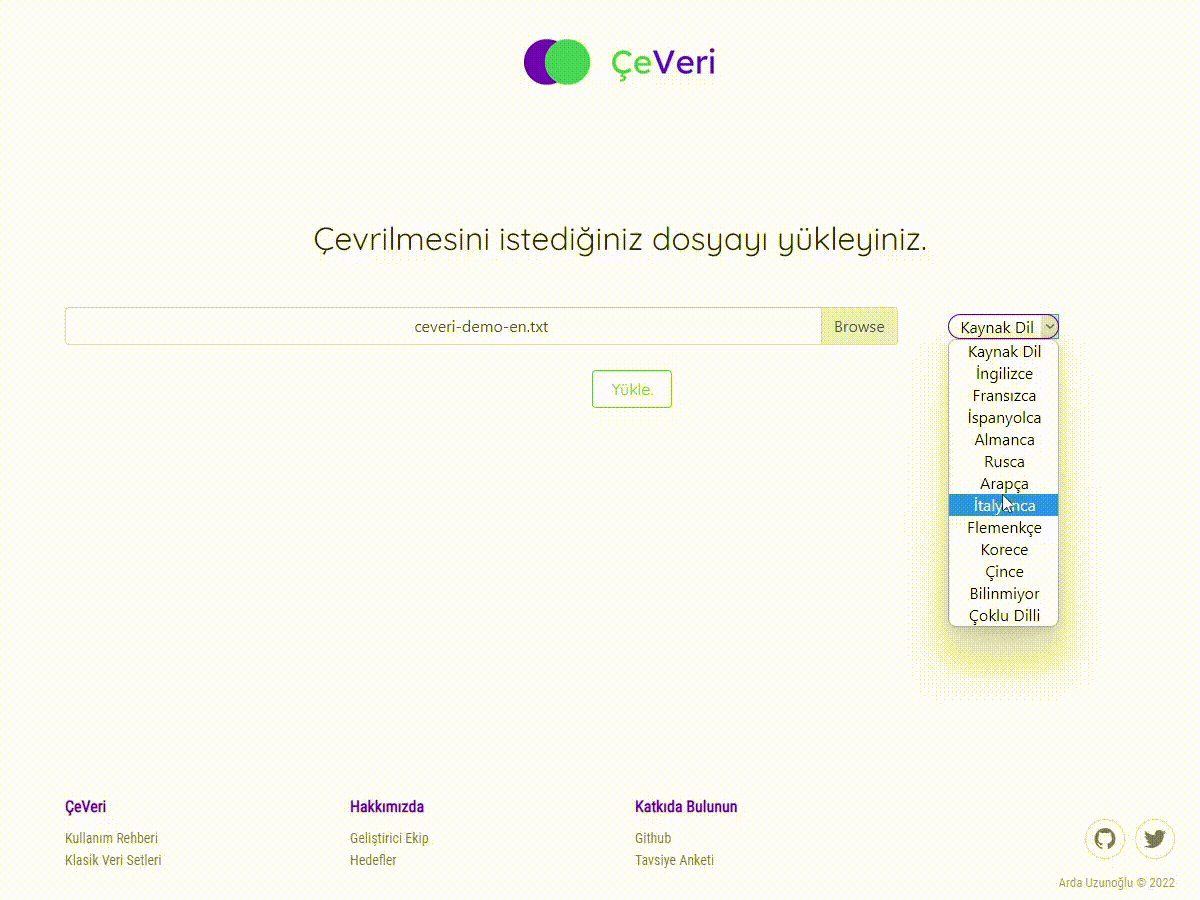 ÇeVeri
Çevrilmesini istediğiniz dosyayı yükleyiniz.
ceveri-demo-en.txt Browse
Kaynak Dil
Yükle.
Kaynak Dil
İngilizce
Fransızca
İspanyolca
Almanca
Rusca
Arapça
İtalyanca
Flemenkçe
Korece
Çince
Bilinmiyor
Çoklu Dilli
ÇeVeri
Kullanım Rehberi
Klasik Veri Setleri
Hakkımızda
Geliştirici Ekip
Hedefler
Katkıda Bulunun
Github
Tavsiye Anketi
Arda Uzunoğlu © 2022